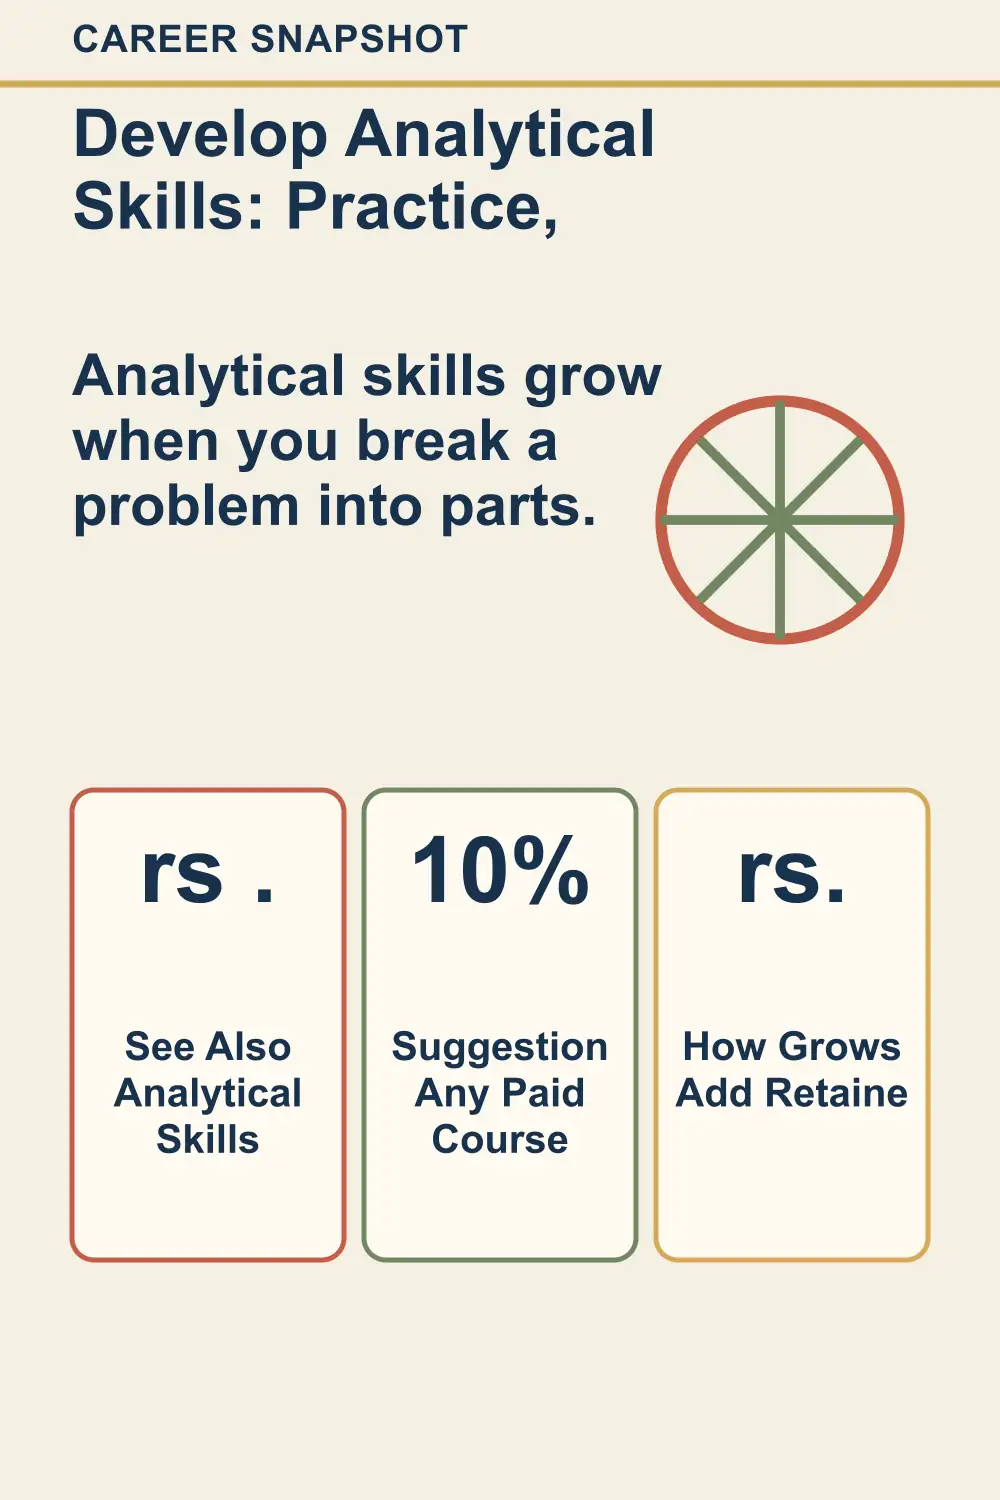 CAREER SNAPSHOT
Develop Analytical
Skills: Practice,
Analytical skills grow
when you break a
problem into parts.
rs .
See Also
Analytical
Skills
10%
Suggestion
Any Paid
Course
rs.
How Grows
Add Retaine